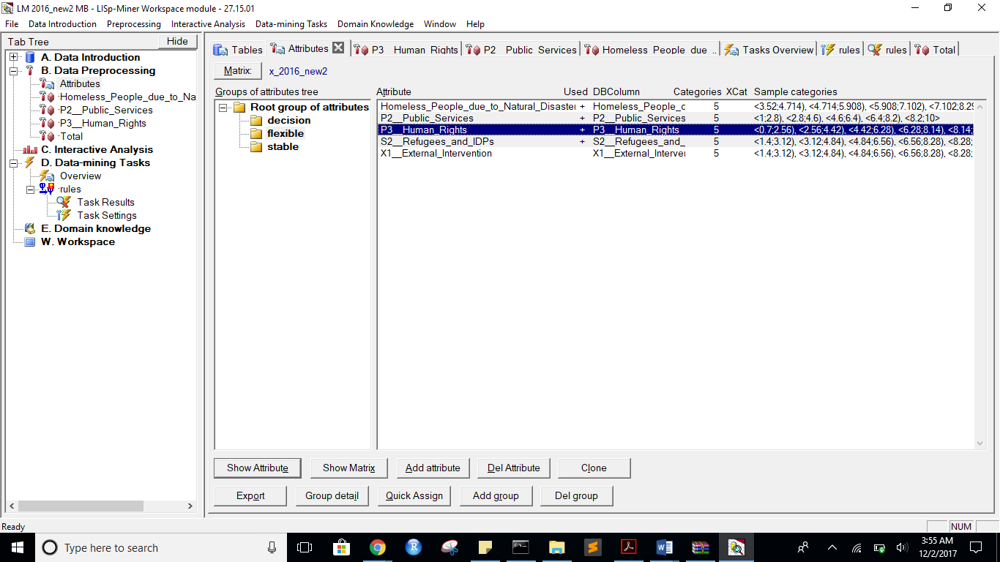 LM 2016_new2 MB - LISp-Miner Workspace module - 27.15.01
File Data Introduction Preprocessing Interactive Analysis Data-mining Tasks Domain Knowledge Window Help
Tab Tree Hide
A. Data Introduction
B. Data Preprocessing
Attributes
Homeless_People_due_to_Na
P2__Public_Services
P3__Human_Rights
Total
C. Interactive Analysis
D. Data-mining Tasks
Overview
rules
Task Results
Task Settings
E. Domain knowledge
W. Workspace
Tables Attributes P3 Human Rights P2 Public Services Homeless People due .. Tasks Overview rules rules Total
Matrix: x_2016_new2
Groups of attributes tree
Root group of attributes
decision
flexible
stable
Attribute Used DBColumn Categories XCat Sample categories
Homeless_People_due_to_Natural_Disaster + Homeless_People_c 5 <3.52;4.714), <4.714;5.908), <5.908;7.102), <7.102;8.29
P2__Public_Services + P2__Public_Services 5 <1;2.8), <2.8;4.6), <4.6;6.4), <6.4;8.2), <8.2;10>
P3__Human_Rights + P3__Human_Rights 5 <0.7;2.56), <2.56;4.42), <4.42;6.28), <6.28;8.14), <8.14;
S2__Refugees_and_IDPs + S2__Refugees_and_ 5 <1.4;3.12), <3.12;4.84), <4.84;6.56), <6.56;8.28), <8.28;
X1__External_Intervention X1__External_Interver 5 <1.4;3.12), <3.12;4.84), <4.84;6.56), <6.56;8.28), <8.28;
Show Attribute Show Matrix Add attribute Del Attribute Clone
Export Group detail Quick Assign Add group Del group
Ready NUM
Type here to search
3:55 AM
12/2/2017